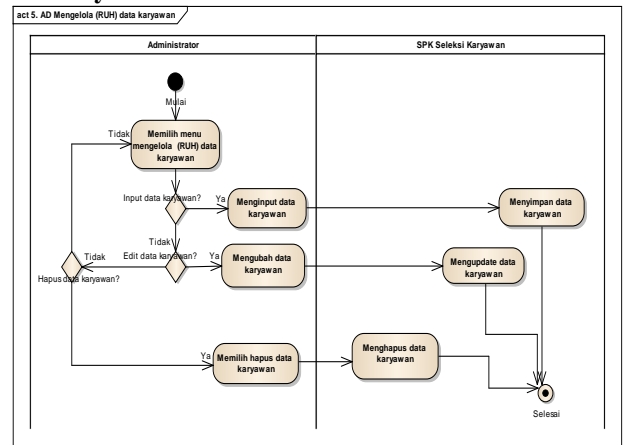 act 5. AD Mengelola (RUH) data karyawan
Administrator
SPK Seleksi Karyawan
Mulai
Tidak
Memilih menu
mengelola (RUH) data
karyawan
Input data karyawan?
Ya
Menginput data
karyawan
Menyimpan data
karyawan
Tidak
Edit data karyawan?
Ya
Mengubah data
karyawan
Mengupdate data
karyawan
Tidak
Hapus data karyawan?
Ya
Memilih hapus data
karyawan
Menghapus data
karyawan
Selesai